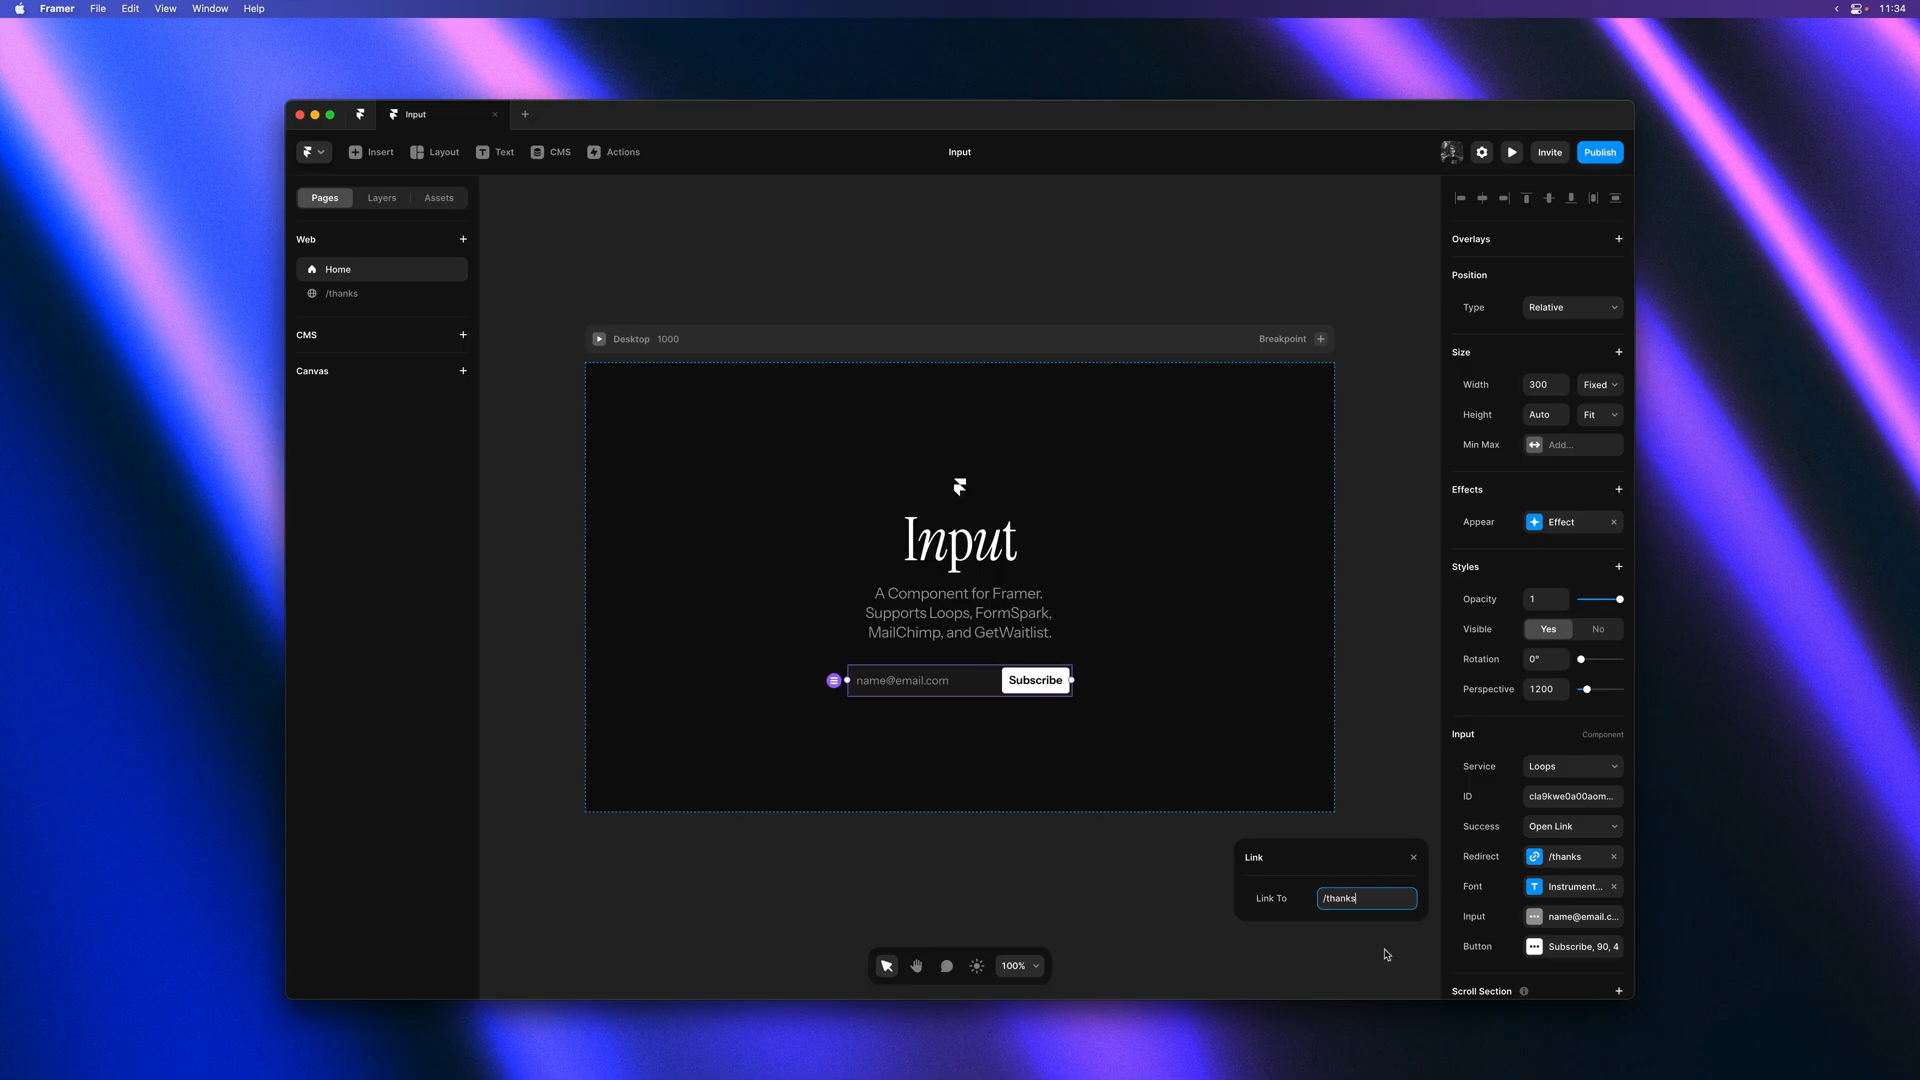 Framer File Edit View Window Help
11:34
Input
Insert Layout Text CMS Actions
Input
Invite Publish
Pages Layers Assets
Web
Home
/thanks
CMS
Canvas
Desktop 1000
Breakpoint
Input
A Component for Framer.
Supports Loops, FormSpark,
MailChimp, and GetWaitlist.
name@email.com Subscribe
Link
Link To /thanks
100%
Overlays
Position
Type Relative
Size
Width 300 Fixed
Height Auto Fit
Min Max Add...
Effects
Appear Effect
Styles
Opacity 1
Visible Yes No
Rotation 0°
Perspective 1200
Input Component
Service Loops
ID cla9kwe0a00aom...
Success Open Link
Redirect /thanks
Font Instrument...
Input name@email.c...
Button Subscribe, 90, 4
Scroll Section